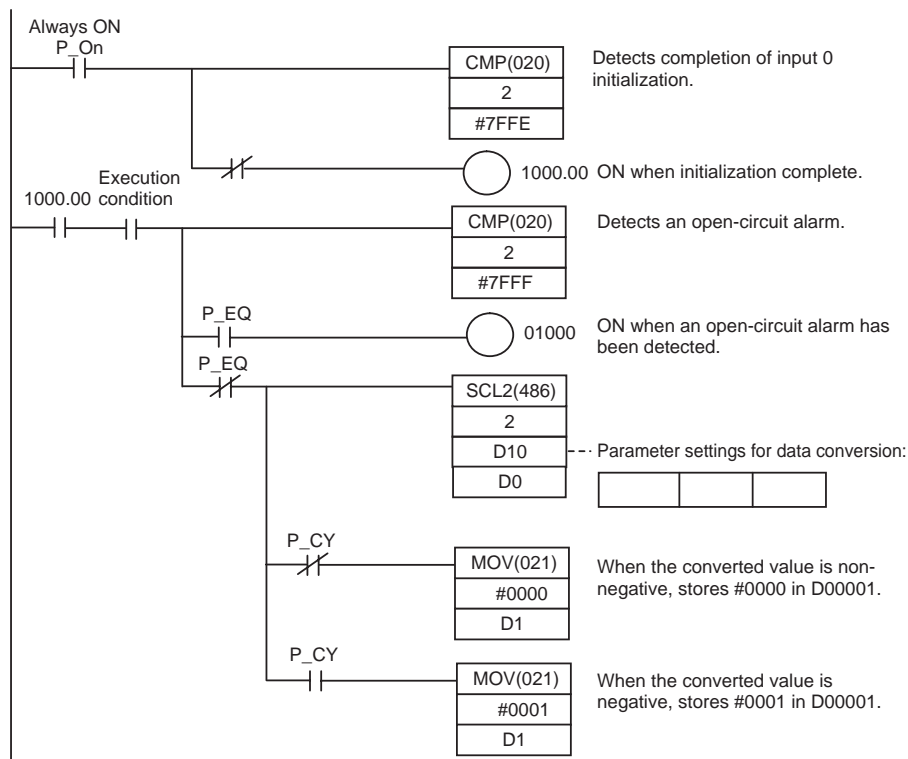 Always ON
P_On
CMP(020)
2
#7FFE
Detects completion of input 0
initialization.
1000.00 ON when initialization complete.
Execution
1000.00 condition
CMP(020)
2
#7FFF
Detects an open-circuit alarm.
P_EQ
01000
ON when an open-circuit alarm has
been detected.
P_EQ
SCL2(486)
2
D10
D0
Parameter settings for data conversion:
P_CY
MOV(021)
#0000
D1
When the converted value is non-
negative, stores #0000 in D00001.
P_CY
MOV(021)
#0001
D1
When the converted value is
negative, stores #0001 in D00001.